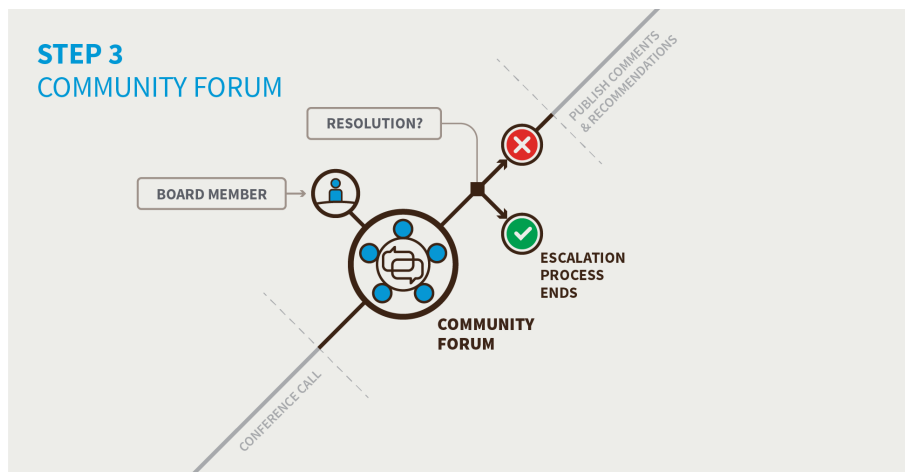 STEP 3
COMMUNITY FORUM
PUBLISH COMMENTS
& RECOMMENDATIONS
RESOLUTION?
BOARD MEMBER
ESCALATION
PROCESS
ENDS
COMMUNITY
FORUM
CONFERENCE CALL